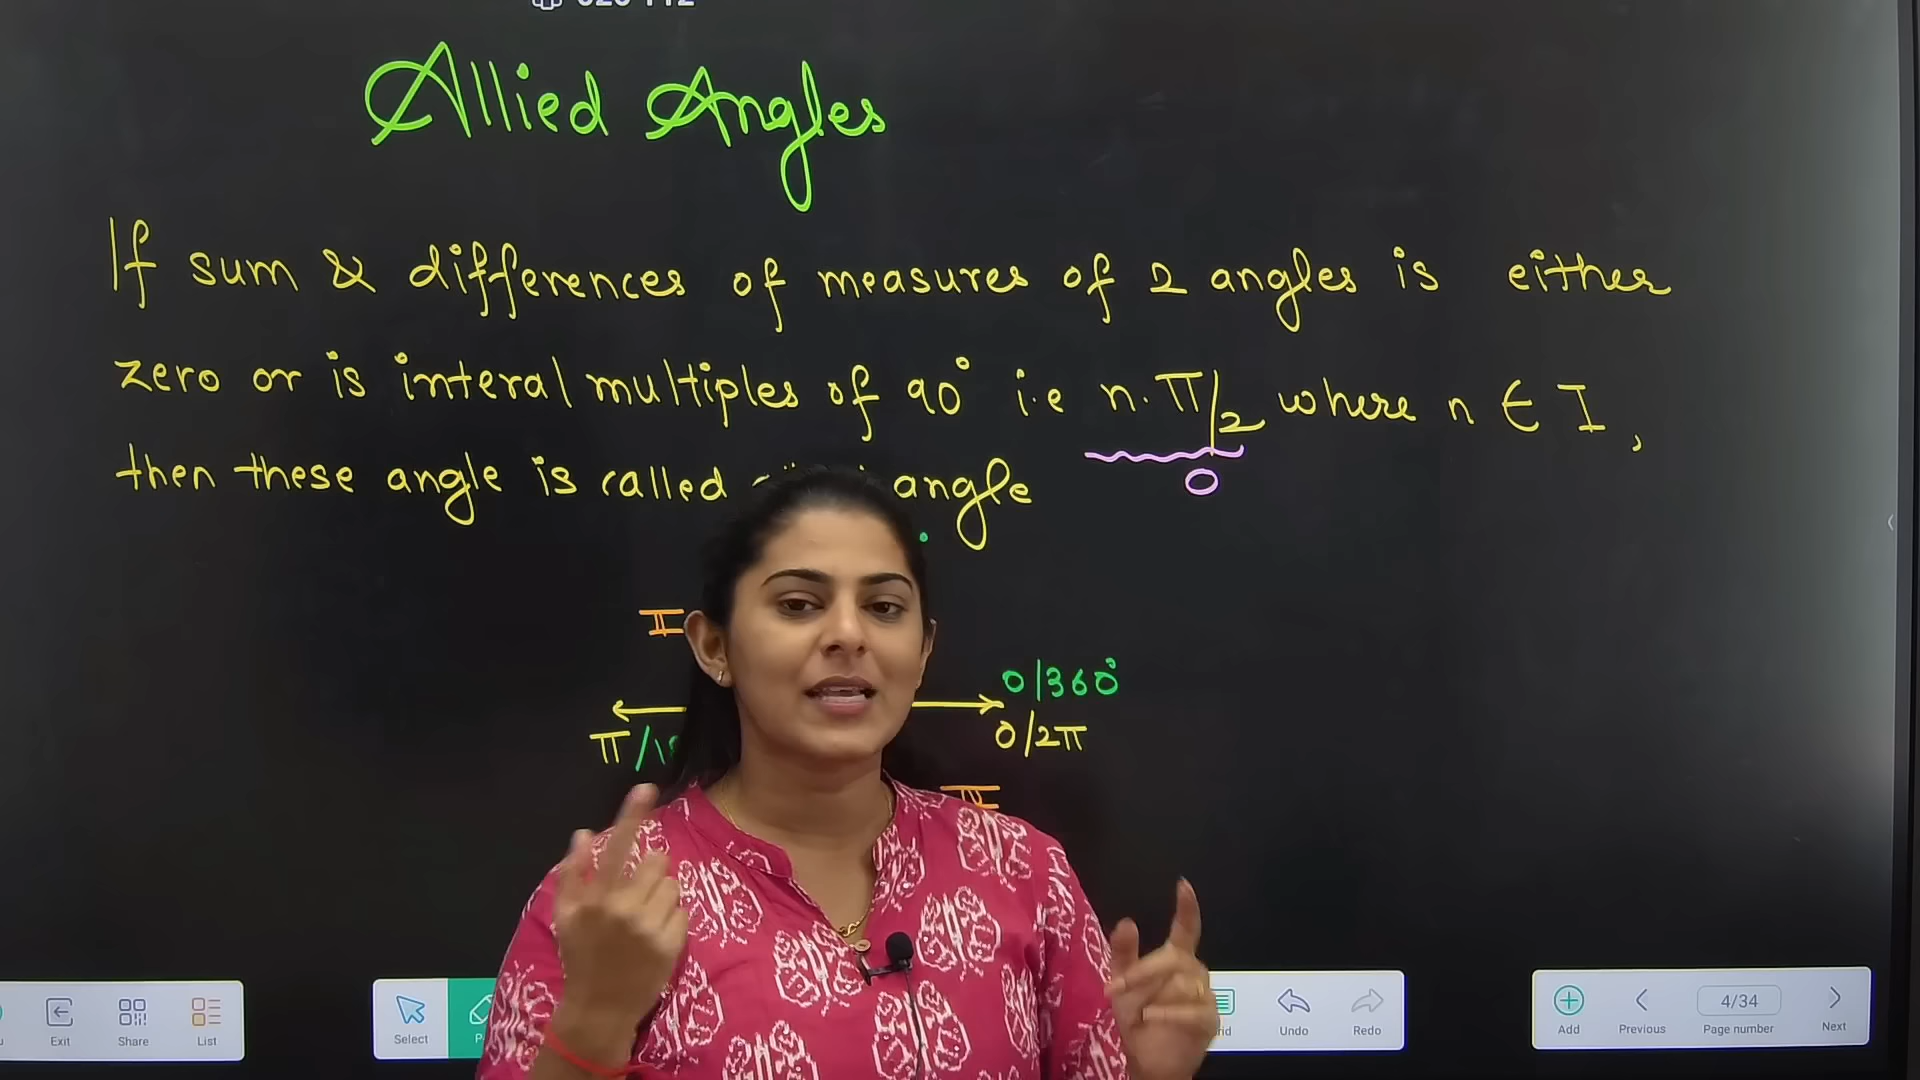 Allied Angles
If sum & differences of measures of 2 angles is either
zero or is interal multiples of 90° i.e n.π/2 where n ∈ I,
then these angle is called angle
0
II
0/360°
π/
0/2π
IV
Exit
Share
List
Select
Undo
Redo
Add
Previous
4/34
Page number
Next